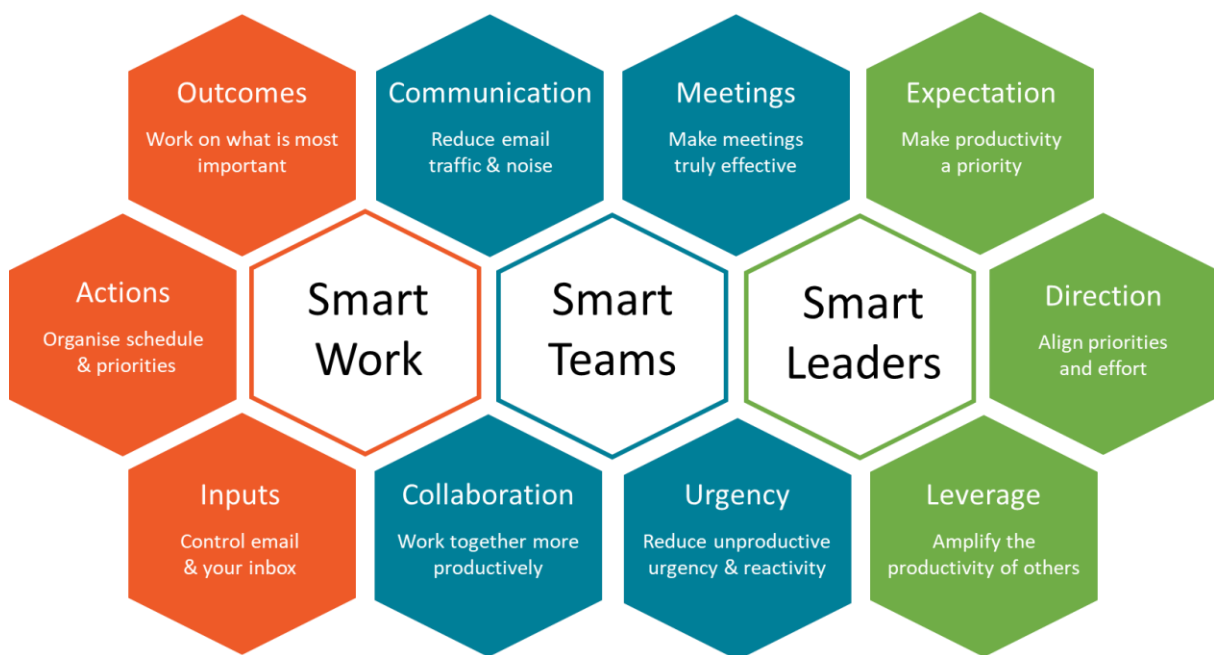 Outcomes
Work on what is most
important
Communication
Reduce email
traffic & noise
Meetings
Make meetings
truly effective
Expectation
Make productivity
a priority
Actions
Organise schedule
& priorities
Smart
Work
Smart
Teams
Smart
Leaders
Direction
Align priorities
and effort
Inputs
Control email
& your inbox
Collaboration
Work together more
productively
Urgency
Reduce unproductive
urgency & reactivity
Leverage
Amplify the
productivity of others